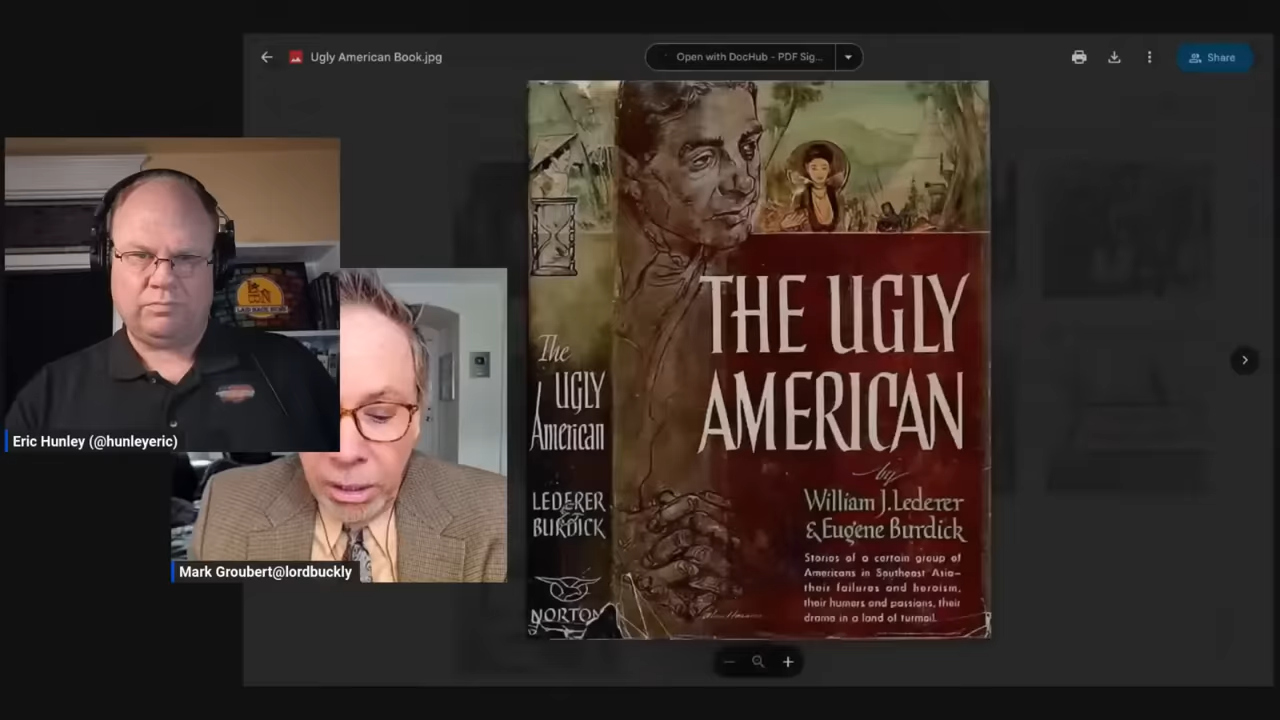 Ugly American Book.jpg
Open with DocHub - PDF Sig...
Share
Eric Hunley (@hunleyeric)
Mark Groubert@lordbuckly
The
UGLY
American
LEDERER
&
BURDICK
NORTON
THE UGLY
AMERICAN
by
William J. Lederer
& Eugene Burdick
Stories of a certain group of
Americans in Southeast Asia—
their failures and heroism,
their humors and passions, their
drama in a land of turmoil.